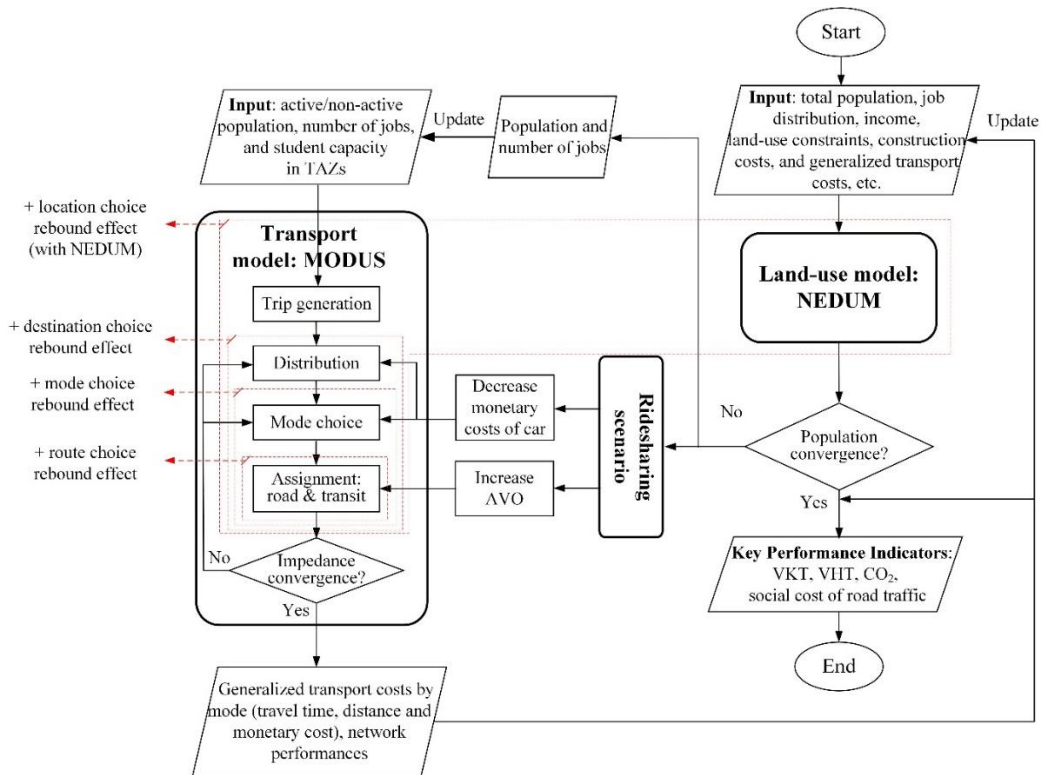 Start
Input: active/non-active
population, number of jobs,
and student capacity
in TAZs
Update
Population and
number of jobs
Input: total population, job
distribution, income,
land-use constraints, construction
costs, and generalized transport
costs, etc.
Update
+ location choice
rebound effect
(with NEDUM)
Transport
model: MODUS
Land-use model:
NEDUM
Trip generation
+ destination choice
rebound effect
Distribution
+ mode choice
rebound effect
Mode choice
Decrease
monetary
costs of car
Ridesharing
scenario
No
Population
convergence?
+ route choice
rebound effect
Assignment:
road & transit
Increase
AVO
Yes
No
Impedance
convergence?
Yes
Key Performance Indicators:
VKT, VHT, CO₂,
social cost of road traffic
End
Generalized transport costs by
mode (travel time, distance and
monetary cost), network
performances